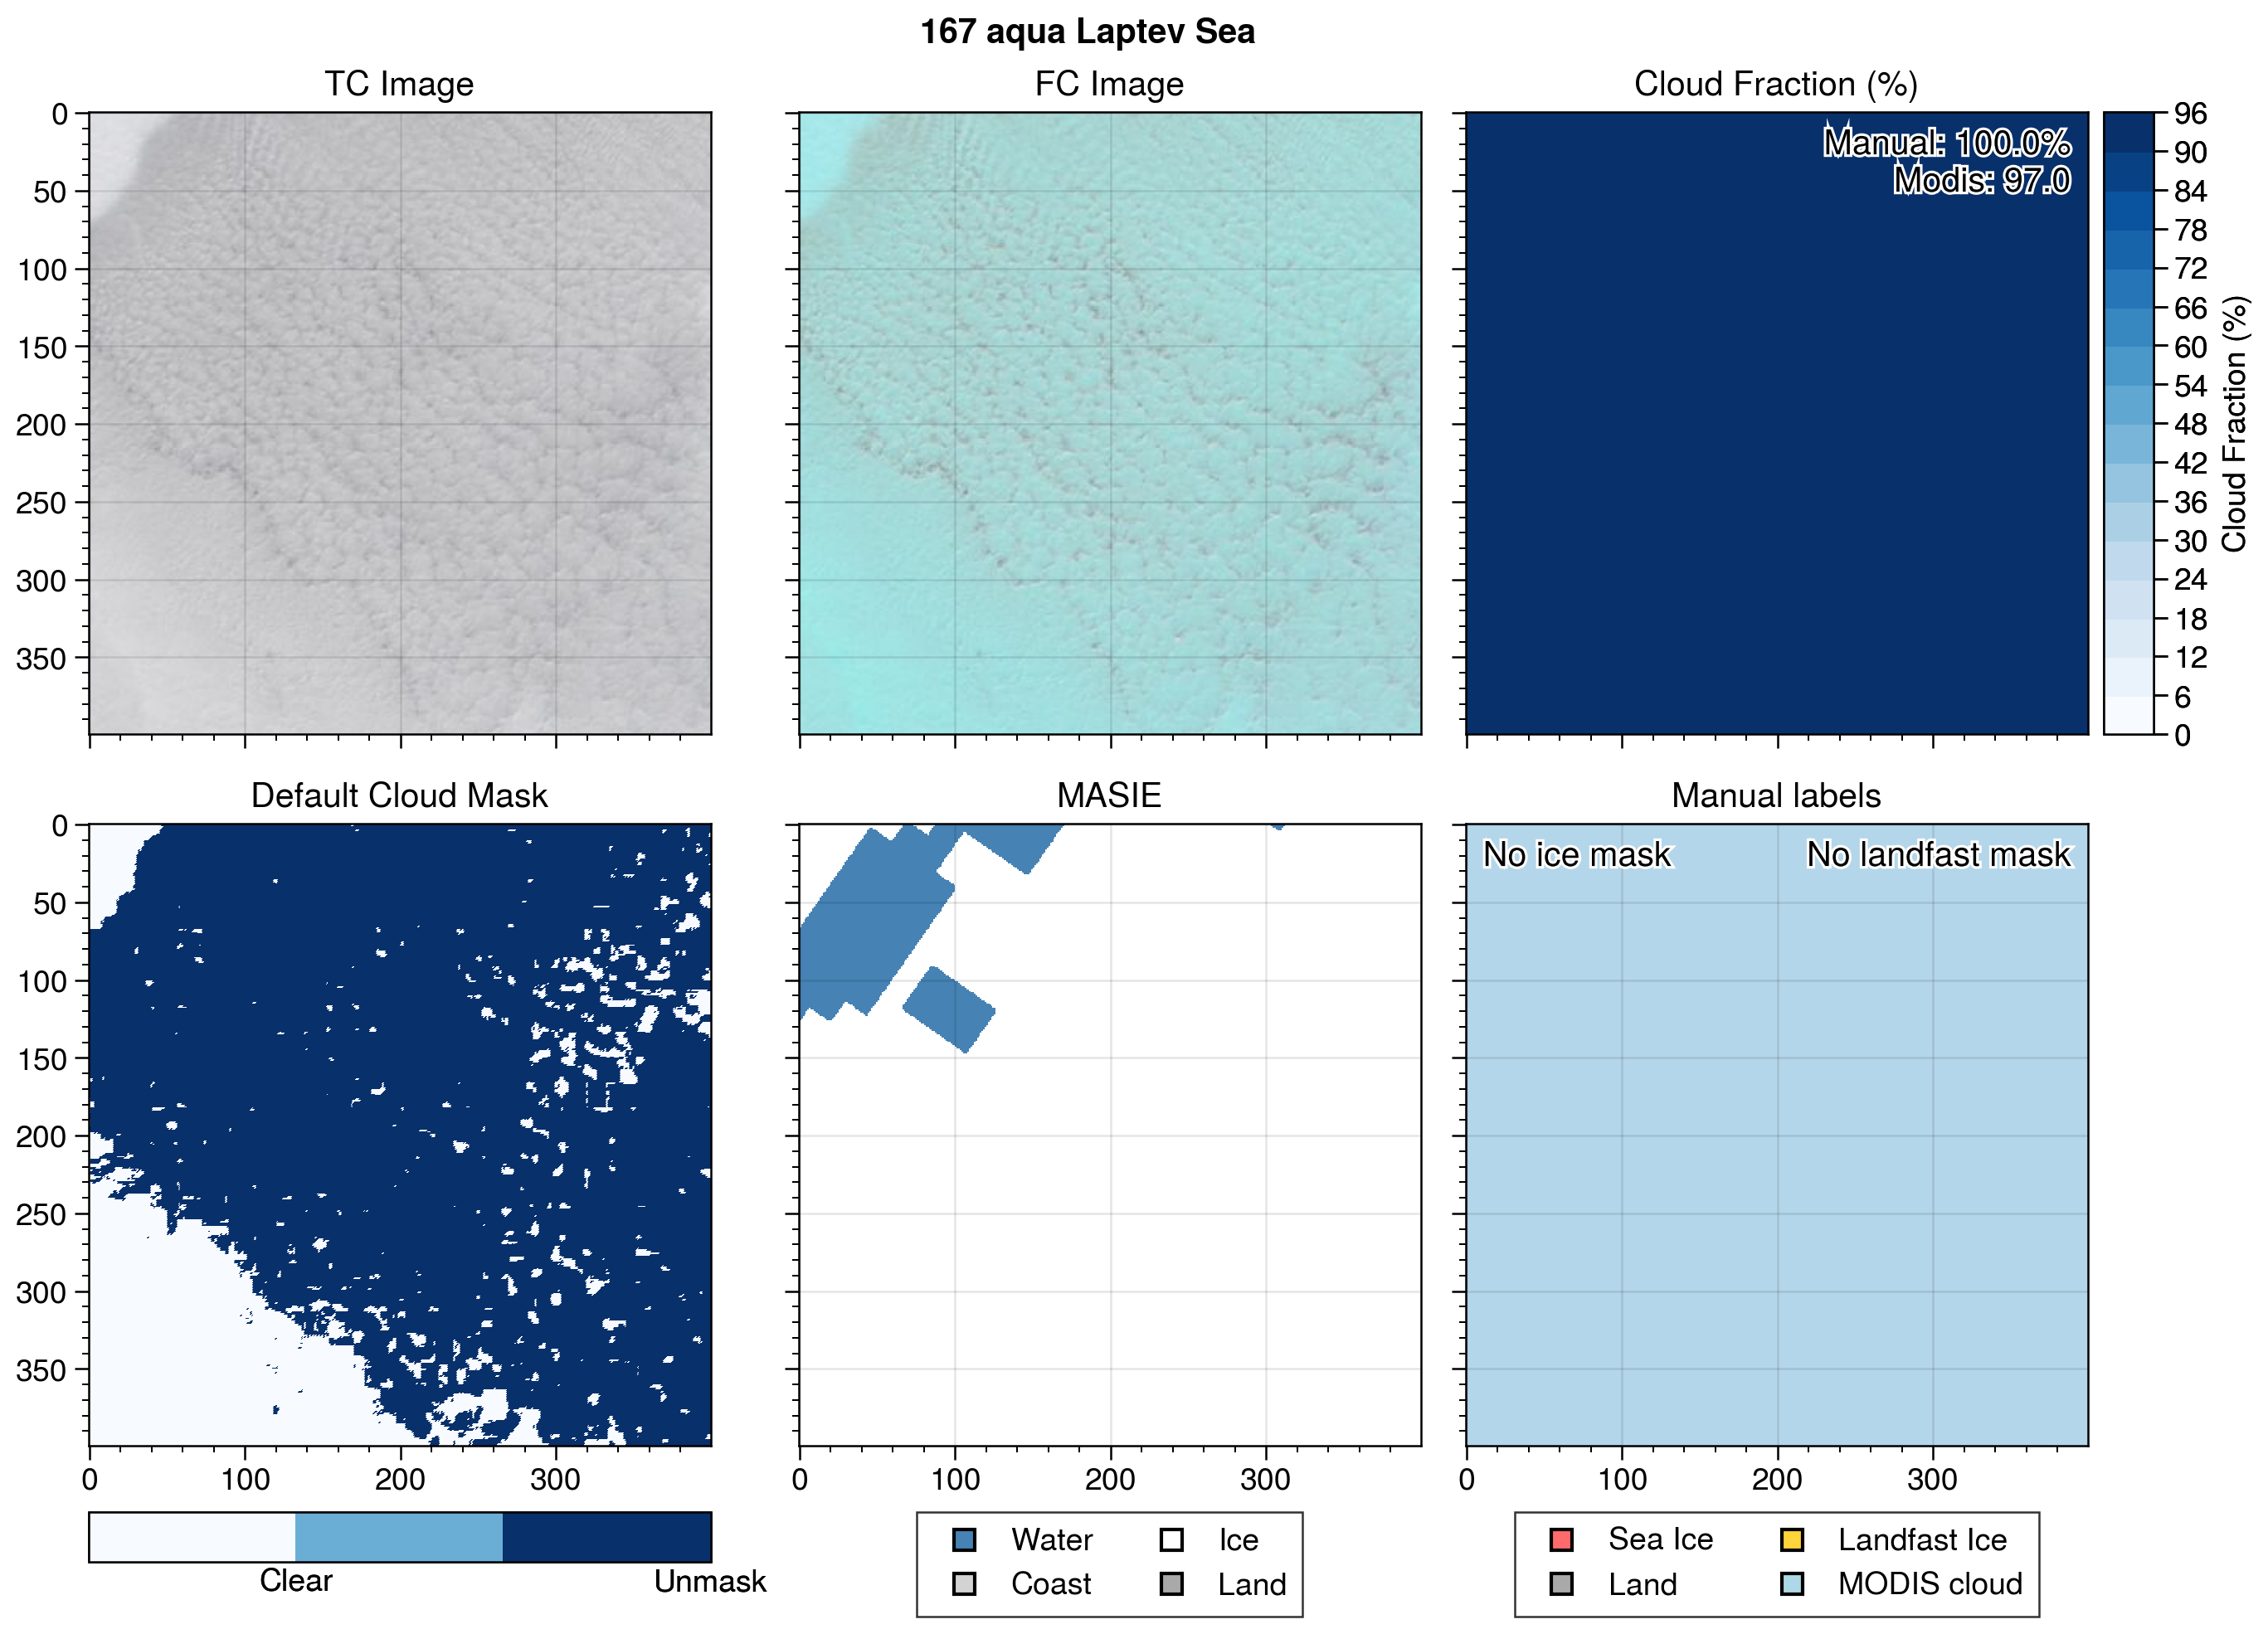 167 aqua Laptev Sea
TC Image
FC Image
Cloud Fraction (%)
0
50
100
150
200
250
300
350
Manual: 100.0%
Modis: 97.0
96
90
84
78
72
66
60
54
48
42
36
30
24
18
12
6
0
Cloud Fraction (%)
Default Cloud Mask
MASIE
Manual labels
0
50
100
150
200
250
300
350
No ice mask
No landfast mask
0 100 200 300
0 100 200 300
0 100 200 300
Clear
Unmask
Water
Ice
Coast
Land
Sea Ice
Landfast Ice
Land
MODIS cloud